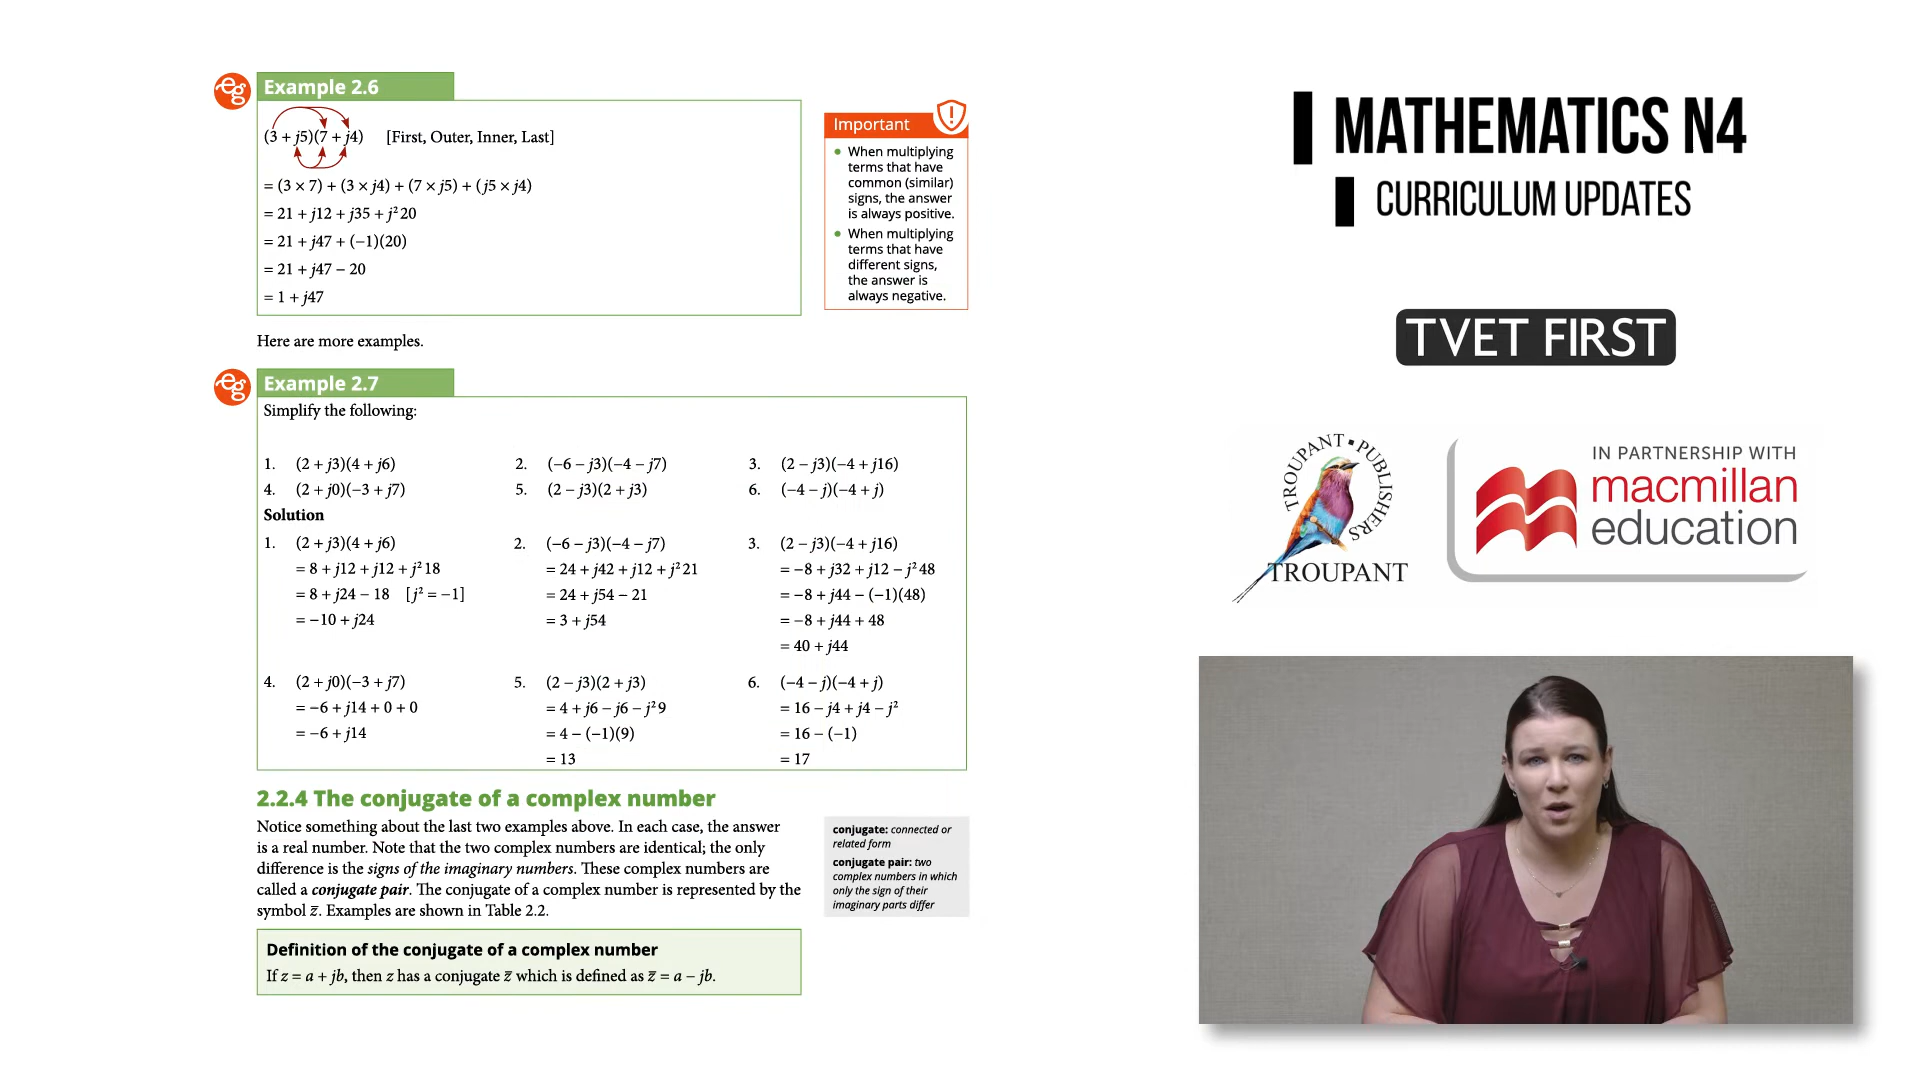 eg Example 2.6
(3 + j5)(7 + j4) [First, Outer, Inner, Last]
= (3 × 7) + (3 × j4) + (7 × j5) + (j5 × j4)
= 21 + j12 + j35 + j²20
= 21 + j47 + (−1)(20)
= 21 + j47 − 20
= 1 + j47
Important
• When multiplying
terms that have
common (similar)
signs, the answer
is always positive.
• When multiplying
terms that have
different signs,
the answer is
always negative.
Here are more examples.
eg Example 2.7
Simplify the following:
1. (2 + j3)(4 + j6) 2. (−6 − j3)(−4 − j7) 3. (2 − j3)(−4 + j16)
4. (2 + j0)(−3 + j7) 5. (2 − j3)(2 + j3) 6. (−4 − j)(−4 + j)
Solution
1. (2 + j3)(4 + j6)
= 8 + j12 + j12 + j²18
= 8 + j24 − 18 [j² = −1]
= −10 + j24
2. (−6 − j3)(−4 − j7)
= 24 + j42 + j12 + j²21
= 24 + j54 − 21
= 3 + j54
3. (2 − j3)(−4 + j16)
= −8 + j32 + j12 − j²48
= −8 + j44 − (−1)(48)
= −8 + j44 + 48
= 40 + j44
4. (2 + j0)(−3 + j7)
= −6 + j14 + 0 + 0
= −6 + j14
5. (2 − j3)(2 + j3)
= 4 + j6 − j6 − j²9
= 4 − (−1)(9)
= 13
6. (−4 − j)(−4 + j)
= 16 − j4 + j4 − j²
= 16 − (−1)
= 17
2.2.4 The conjugate of a complex number
Notice something about the last two examples above. In each case, the answer
is a real number. Note that the two complex numbers are identical; the only
difference is the signs of the imaginary numbers. These complex numbers are
called a conjugate pair. The conjugate of a complex number is represented by the
symbol z̅. Examples are shown in Table 2.2.
conjugate: connected or
related form
conjugate pair: two
complex numbers in which
only the sign of their
imaginary parts differ
Definition of the conjugate of a complex number
If z = a + jb, then z has a conjugate z̅ which is defined as z̅ = a − jb.
MATHEMATICS N4
CURRICULUM UPDATES
TVET FIRST
TROUPANT • PUBLISHERS
TROUPANT
IN PARTNERSHIP WITH
macmillan
education